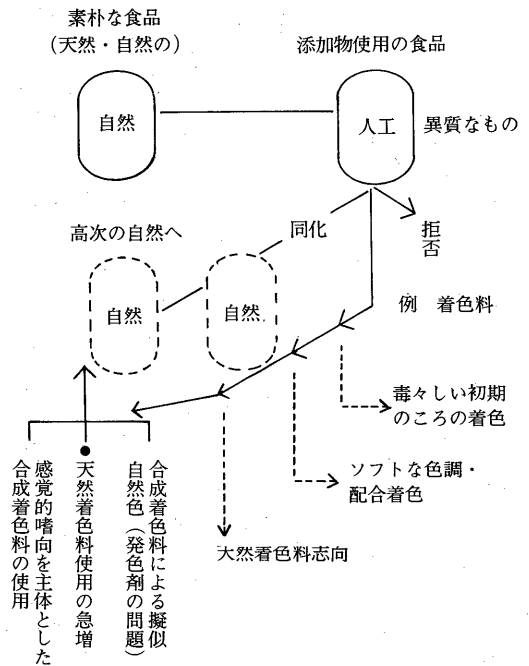 素朴な食品
（天然・自然の）
添加物使用の食品
自然
人工
異質なもの
同化
拒否
高次の自然へ
自然
自然
例　着色料
毒々しい初期
のころの着色
ソフトな色調・
配合着色
天然着色料志向
合成着色料による擬似
自然色（発色剤の問題）
天然着色料使用の急増
感覚的嗜向を主体とした
合成着色料の使用